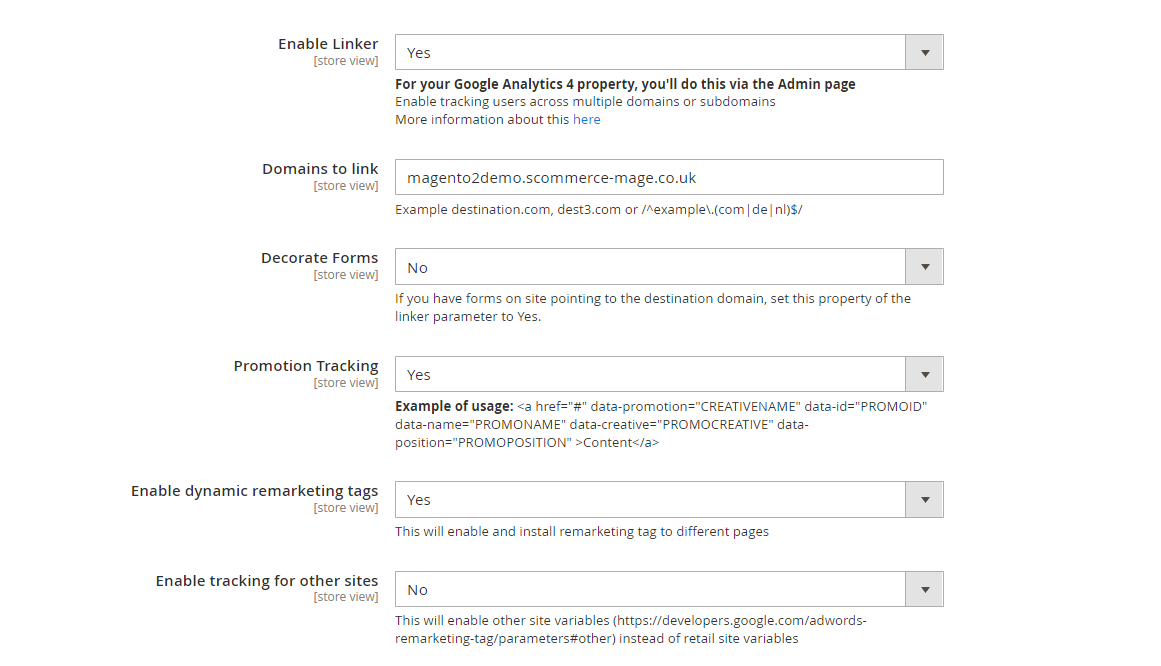 Enable Linker
[store view]
Yes
For your Google Analytics 4 property, you'll do this via the Admin page
Enable tracking users across multiple domains or subdomains
More information about this here
Domains to link
[store view]
magento2demo.scommerce-mage.co.uk
Example destination.com, dest3.com or /^example\.(com|de|nl)$/
Decorate Forms
[store view]
No
If you have forms on site pointing to the destination domain, set this property of the
linker parameter to Yes.
Promotion Tracking
[store view]
Yes
Example of usage: <a href="#" data-promotion="CREATIVENAME" data-id="PROMOID"
data-name="PROMONAME" data-creative="PROMOCREATIVE" data-
position="PROMOPOSITION" >Content</a>
Enable dynamic remarketing tags
[store view]
Yes
This will enable and install remarketing tag to different pages
Enable tracking for other sites
[store view]
No
This will enable other site variables (https://developers.google.com/adwords-
remarketing-tag/parameters#other) instead of retail site variables